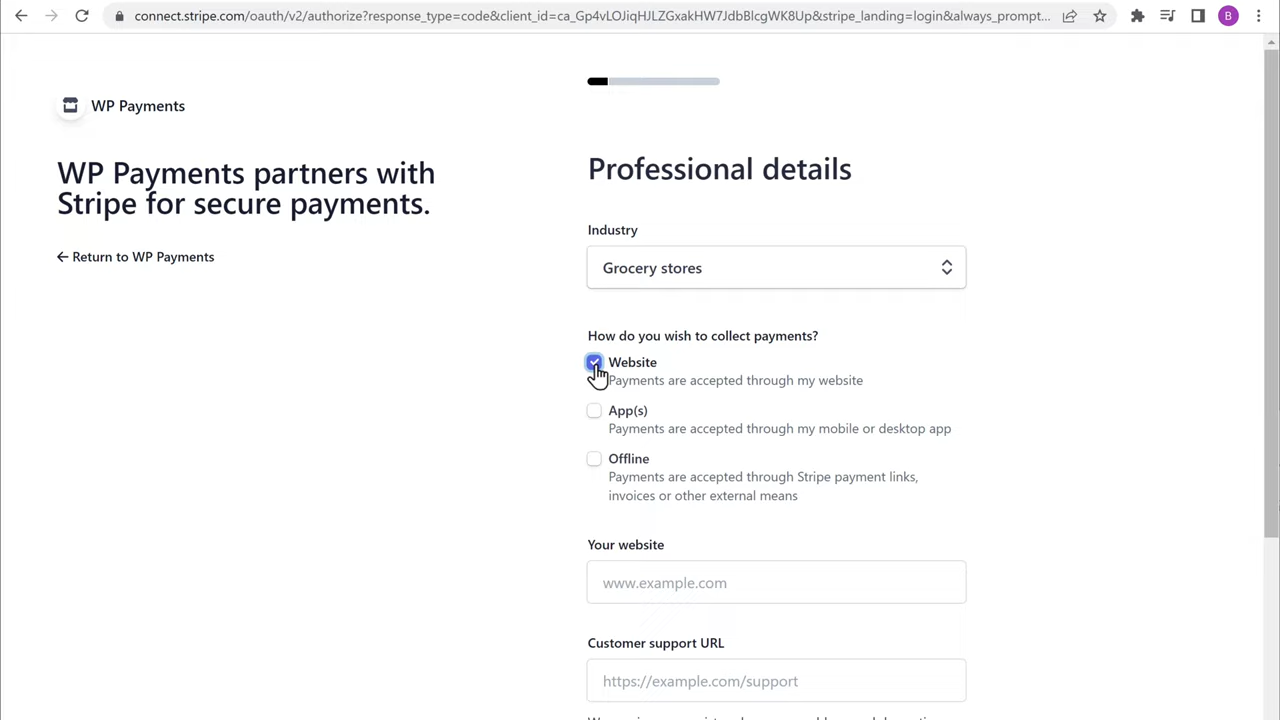 connect.stripe.com/oauth/v2/authorize?response_type=code&client_id=ca_Gp4vLOJiqHJLZGxakHW7JdbBlcgWK8Up&stripe_landing=login&always_prompt...
B
WP Payments
WP Payments partners with
Stripe for secure payments.
← Return to WP Payments
Professional details
Industry
Grocery stores
How do you wish to collect payments?
Website
Payments are accepted through my website
App(s)
Payments are accepted through my mobile or desktop app
Offline
Payments are accepted through Stripe payment links,
invoices or other external means
Your website
www.example.com
Customer support URL
https://example.com/support